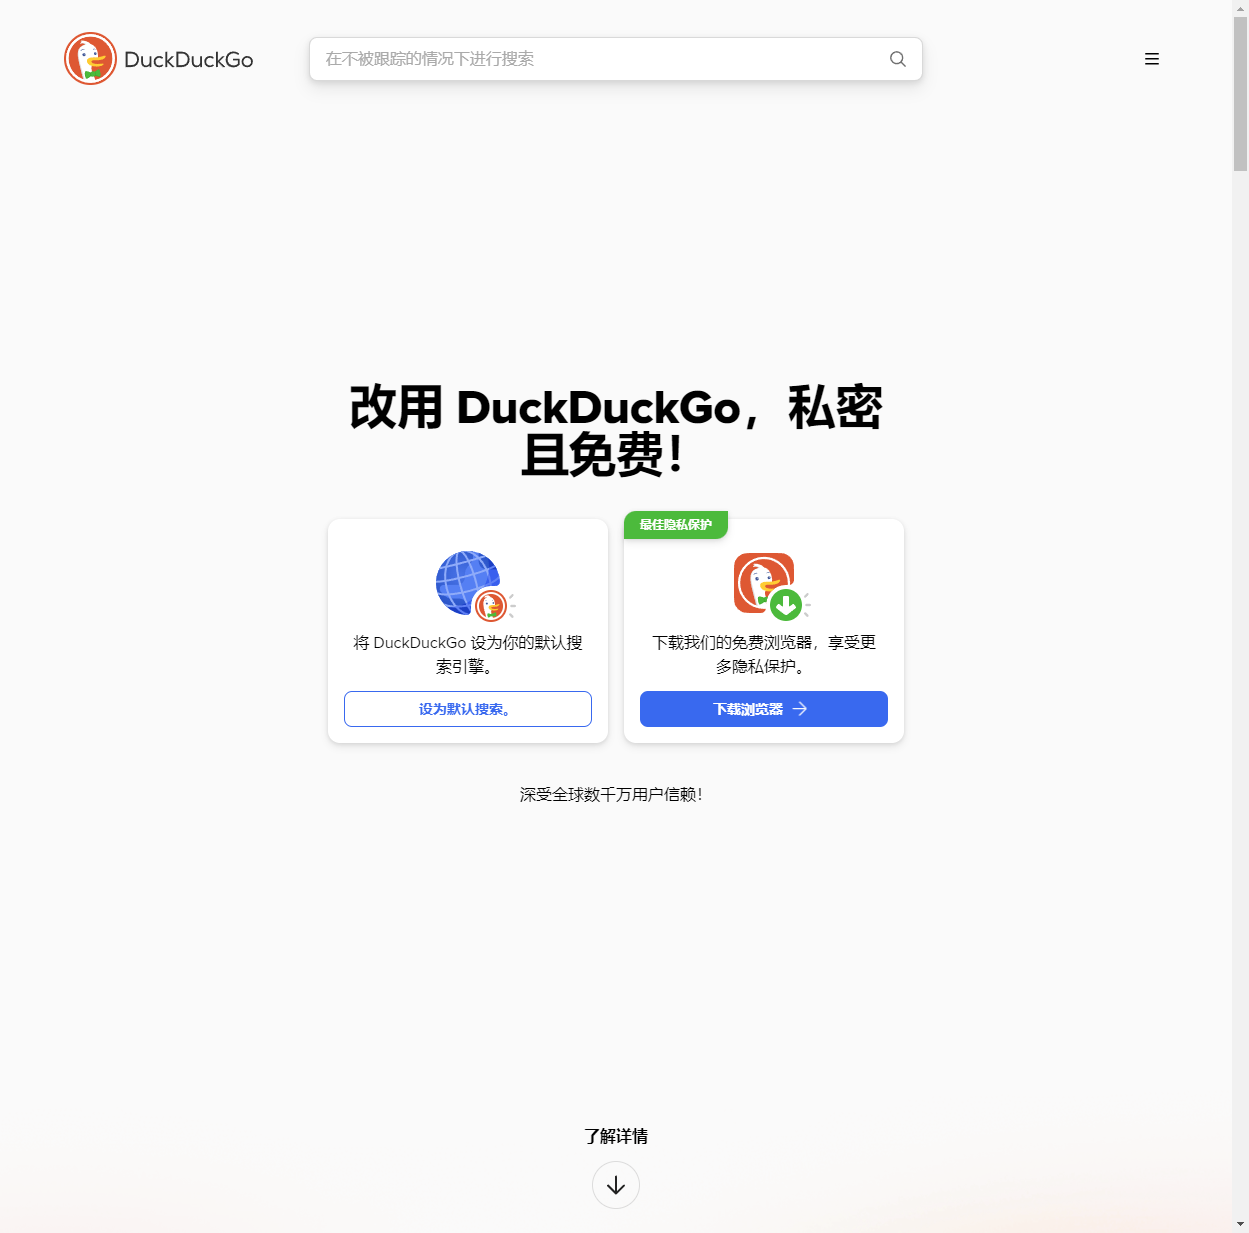 DuckDuckGo
在不被跟踪的情况下进行搜索
改用 DuckDuckGo，私密
且免费！
将 DuckDuckGo 设为你的默认搜
索引擎。
设为默认搜索。
最佳隐私保护
下载我们的免费浏览器，享受更
多隐私保护。
下载浏览器
深受全球数千万用户信赖！
了解详情